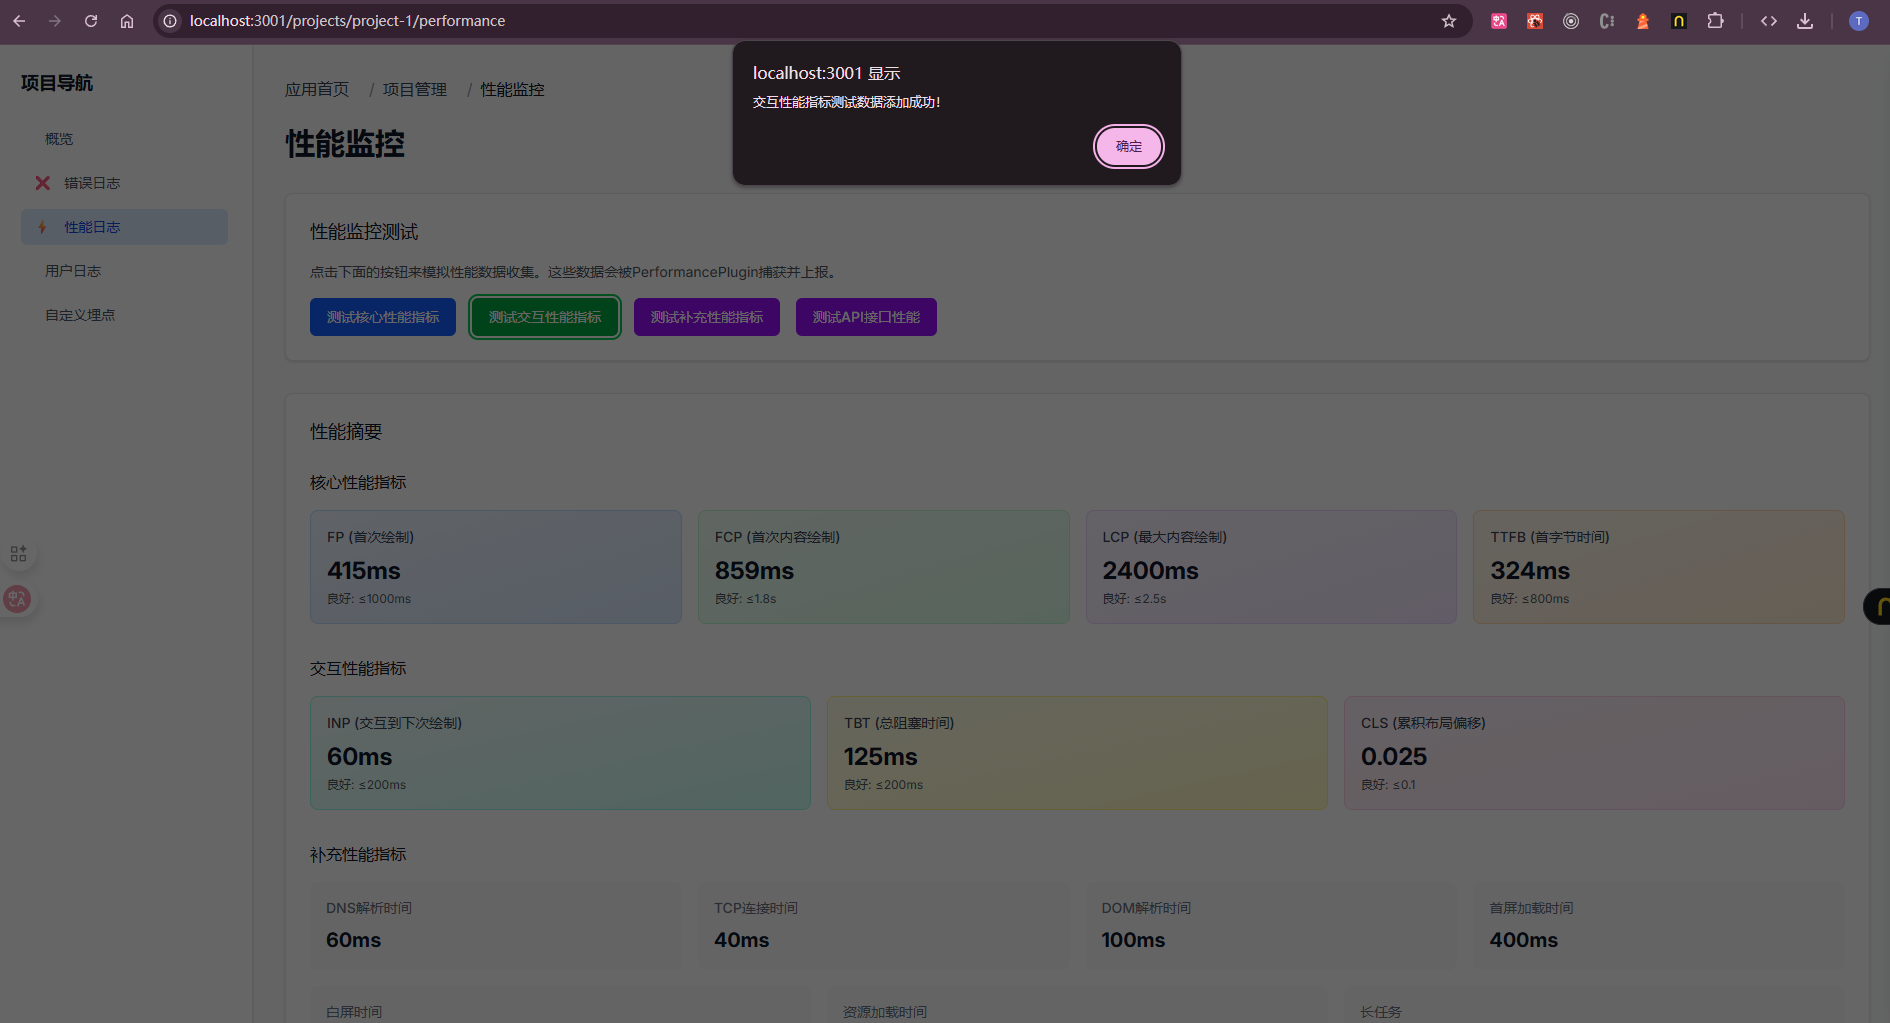 localhost:3001/projects/project-1/performance
T
localhost:3001 显示
交互性能指标测试数据添加成功!
确定
项目导航
概览
错误日志
性能日志
用户日志
自定义埋点
应用首页 / 项目管理 / 性能监控
性能监控
性能监控测试
点击下面的按钮来模拟性能数据收集。这些数据会被PerformancePlugin捕获并上报。
测试核心性能指标 测试交互性能指标 测试补充性能指标 测试API接口性能
性能摘要
核心性能指标
FP (首次绘制)
415ms
良好: ≤1000ms
FCP (首次内容绘制)
859ms
良好: ≤1.8s
LCP (最大内容绘制)
2400ms
良好: ≤2.5s
TTFB (首字节时间)
324ms
良好: ≤800ms
交互性能指标
INP (交互到下次绘制)
60ms
良好: ≤200ms
TBT (总阻塞时间)
125ms
良好: ≤200ms
CLS (累积布局偏移)
0.025
良好: ≤0.1
补充性能指标
DNS解析时间
60ms
TCP连接时间
40ms
DOM解析时间
100ms
首屏加载时间
400ms
白屏时间
资源加载时间
长任务